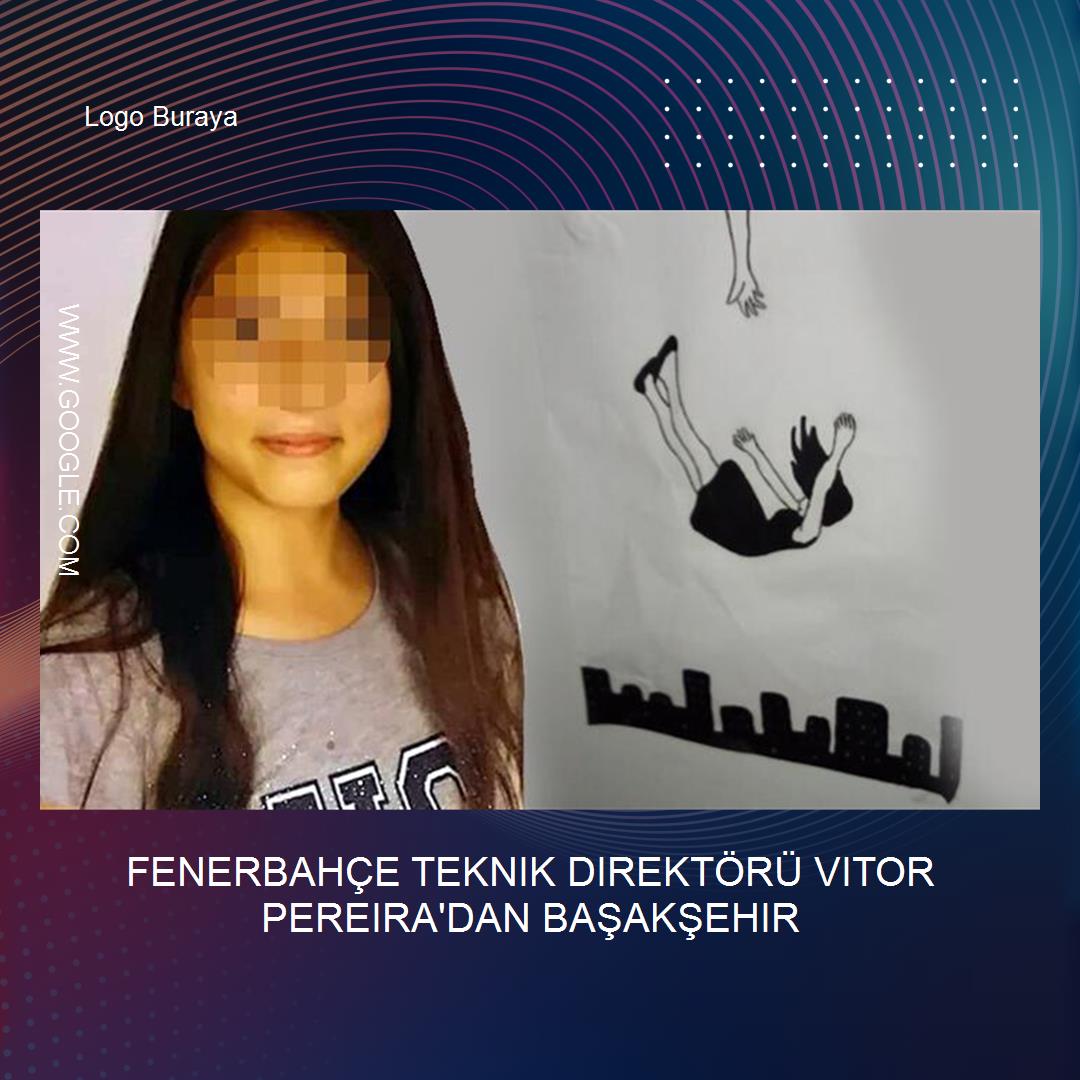 Logo Buraya
WWW.GOOGLE.COM
FENERBAHÇE TEKNIK DIREKTÖRÜ VITOR
PEREIRA'DAN BAŞAKŞEHIR